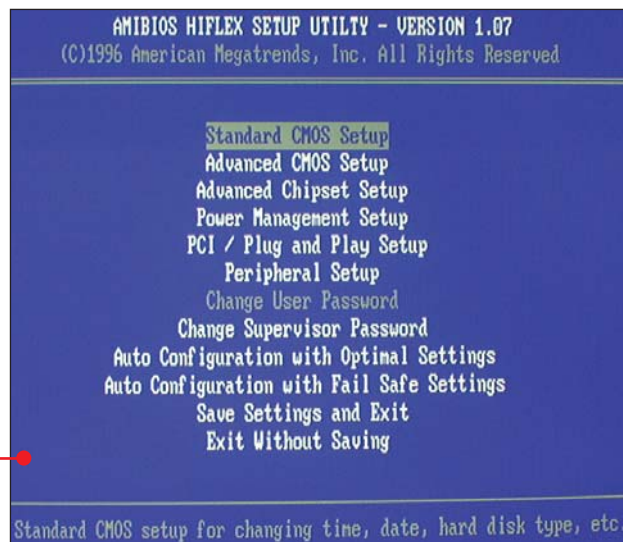 AMIBIOS HIFLEX SETUP UTILTY - VERSION 1.07
(C)1996 American Megatrends, Inc. All Rights Reserved
Standard CMOS Setup
Advanced CMOS Setup
Advanced Chipset Setup
Power Management Setup
PCI / Plug and Play Setup
Peripheral Setup
Change User Password
Change Supervisor Password
Auto Configuration with Optimal Settings
Auto Configuration with Fail Safe Settings
Save Settings and Exit
Exit Without Saving
Standard CMOS setup for changing time, date, hard disk type, etc.